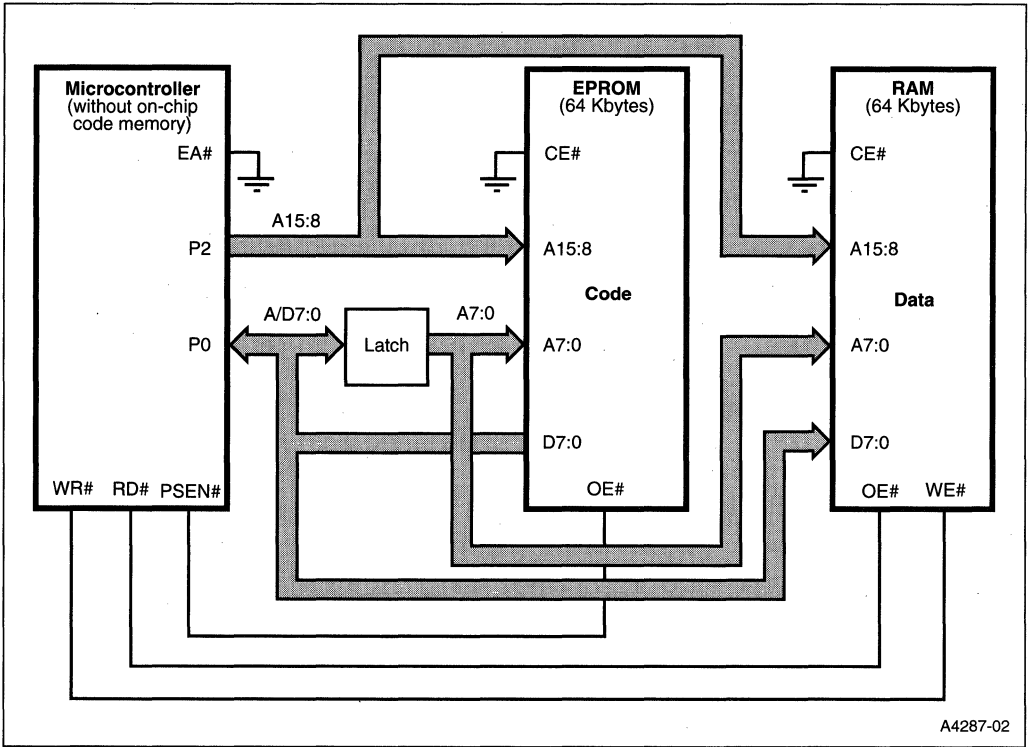 Microcontroller
(without on-chip
code memory)
EA#
P2
P0
WR#
RD#
PSEN#
A15:8
A/D7:0
Latch
A7:0
EPROM
(64 Kbytes)
CE#
A15:8
Code
A7:0
D7:0
OE#
RAM
(64 Kbytes)
CE#
A15:8
Data
A7:0
D7:0
OE#
WE#
A4287-02